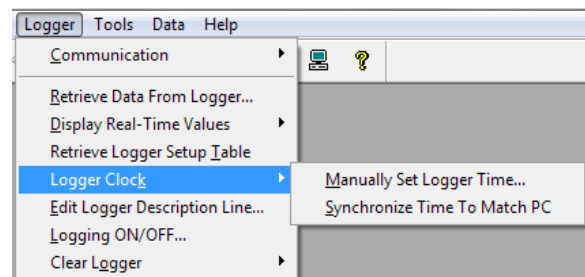 Logger Tools Data Help
Communication
Retrieve Data From Logger...
Display Real-Time Values
Retrieve Logger Setup Table
Logger Clock
Manually Set Logger Time...
Edit Logger Description Line...
Synchronize Time To Match PC
Logging ON/OFF...
Clear Logger